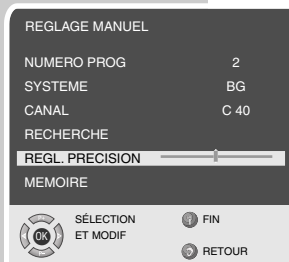 REGLAGE MANUEL
NUMERO PROG 2
SYSTEME BG
CANAL C 40
RECHERCHE
REGL. PRECISION
MEMOIRE
OK
SÉLECTION
ET MODIF
FIN
RETOUR